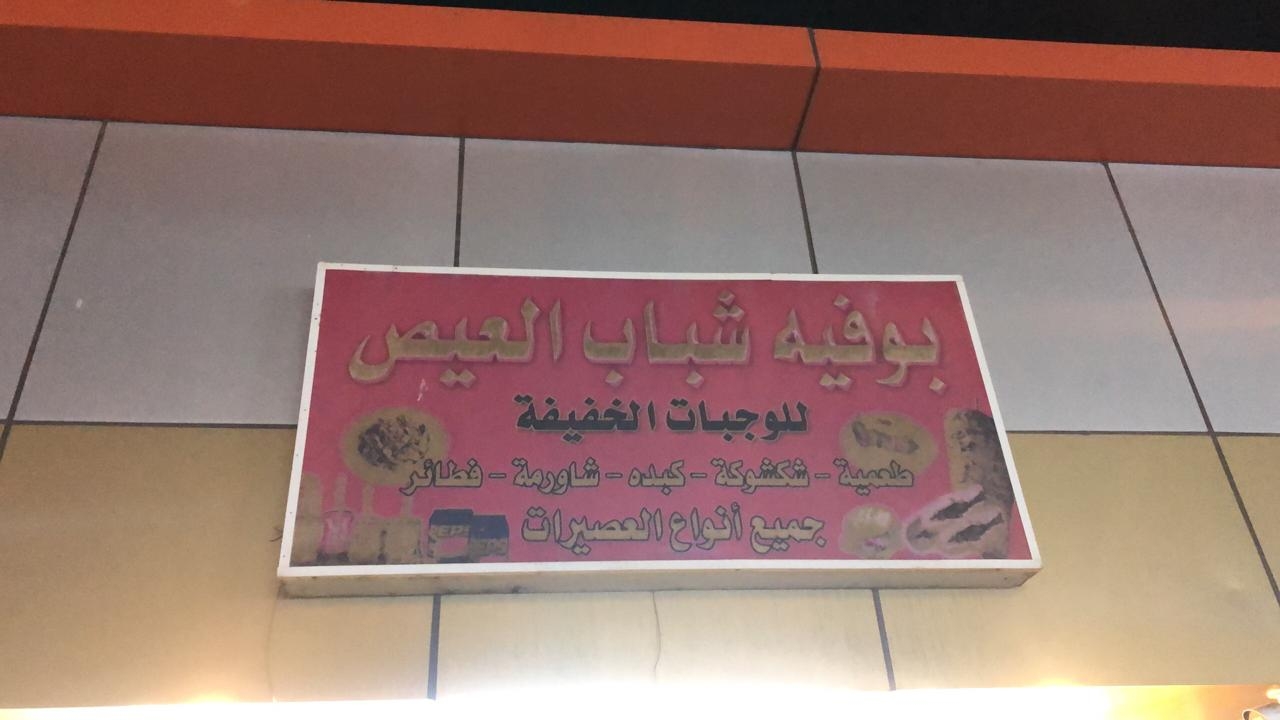 بوفيه شباب العيص
للوجبات الخفيفة
طعمية - شكشوكة - كبده - شاورمة - فطائر
جميع أنواع العصيرات